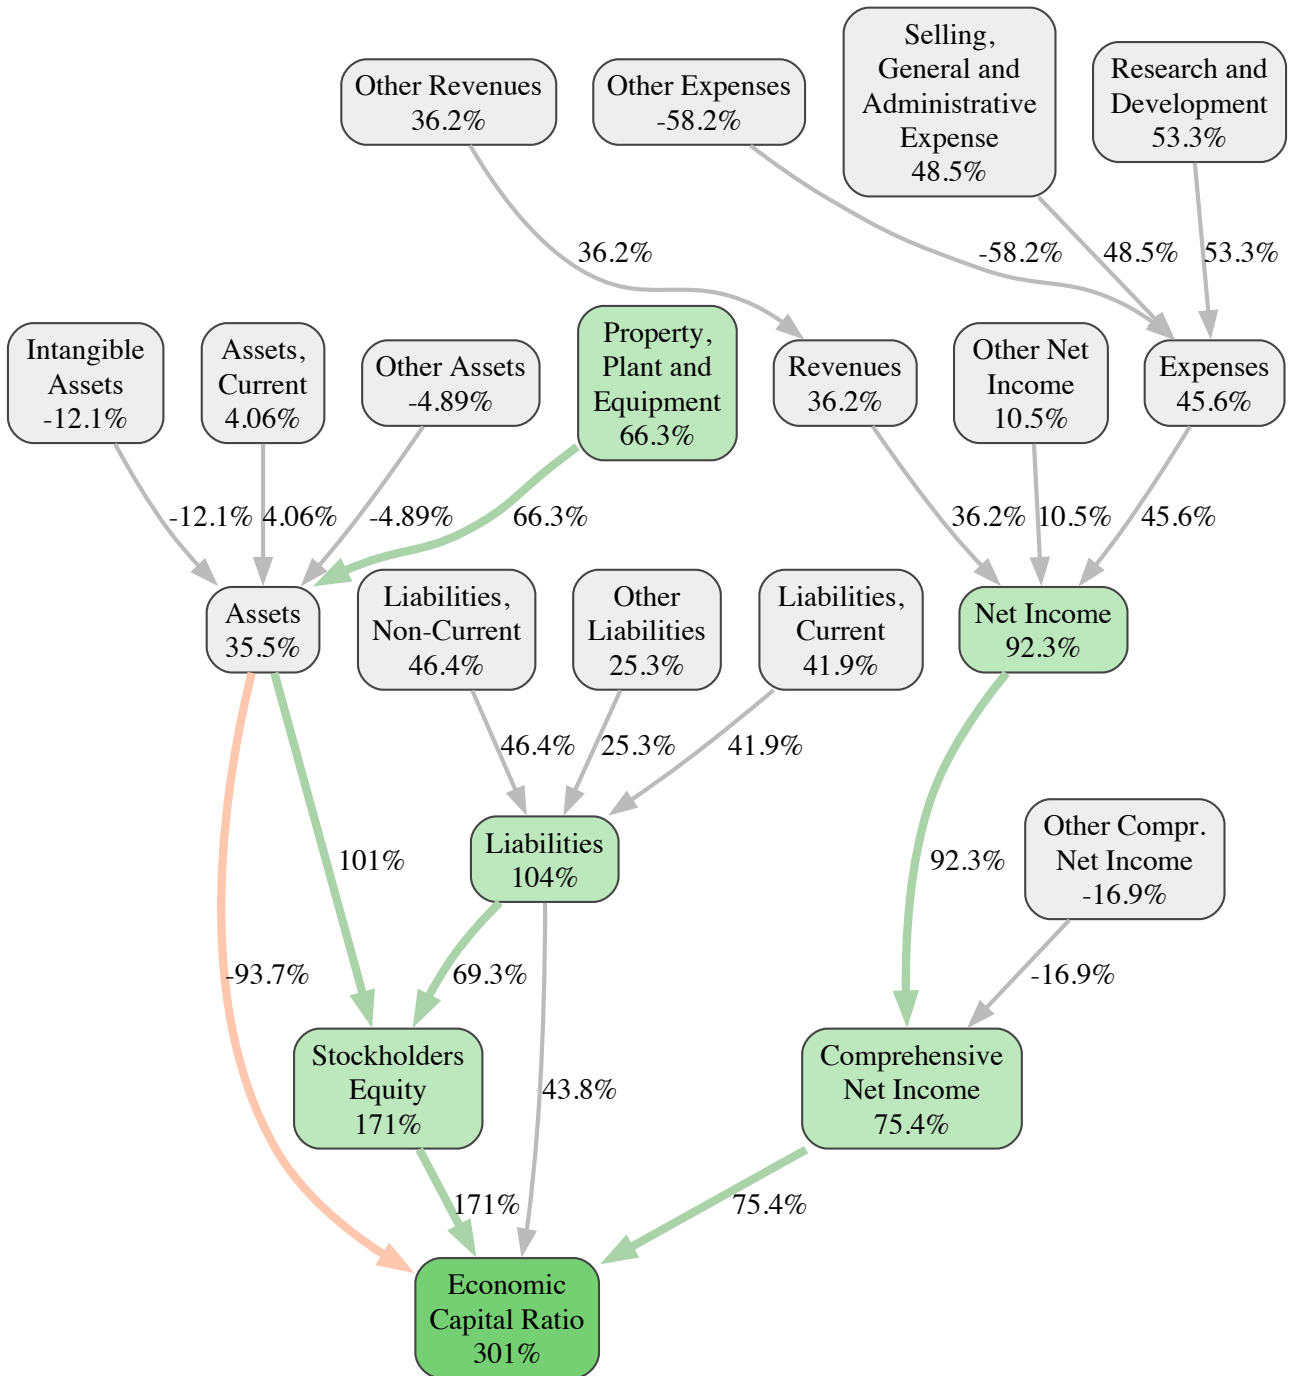 Selling,
General and
Administrative
Expense
48.5%
Other Revenues
36.2%
Other Expenses
-58.2%
Research and
Development
53.3%
36.2%
-58.2%
48.5%
53.3%
Intangible
Assets
-12.1%
Assets,
Current
4.06%
Other Assets
-4.89%
Property,
Plant and
Equipment
66.3%
Revenues
36.2%
Other Net
Income
10.5%
Expenses
45.6%
-12.1%
4.06%
-4.89%
66.3%
36.2%
10.5%
45.6%
Assets
35.5%
Liabilities,
Non-Current
46.4%
Other
Liabilities
25.3%
Liabilities,
Current
41.9%
Net Income
92.3%
46.4%
25.3%
41.9%
101%
Liabilities
104%
92.3%
Other Compr.
Net Income
-16.9%
-93.7%
69.3%
-16.9%
Stockholders
Equity
171%
43.8%
Comprehensive
Net Income
75.4%
171%
75.4%
Economic
Capital Ratio
301%